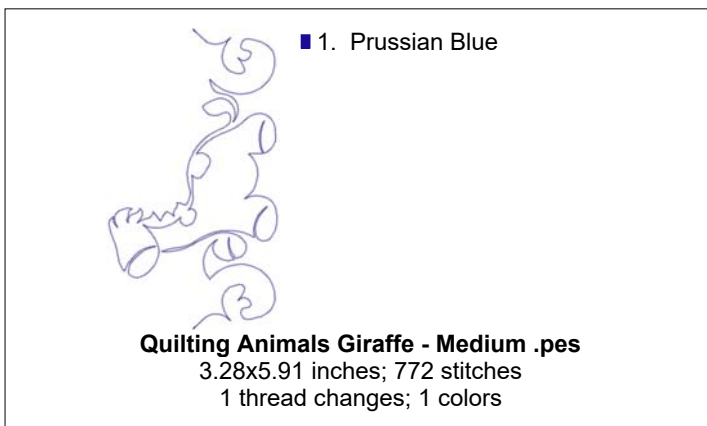 1. Prussian Blue
Quilting Animals Giraffe - Medium .pes
3.28x5.91 inches; 772 stitches
1 thread changes; 1 colors